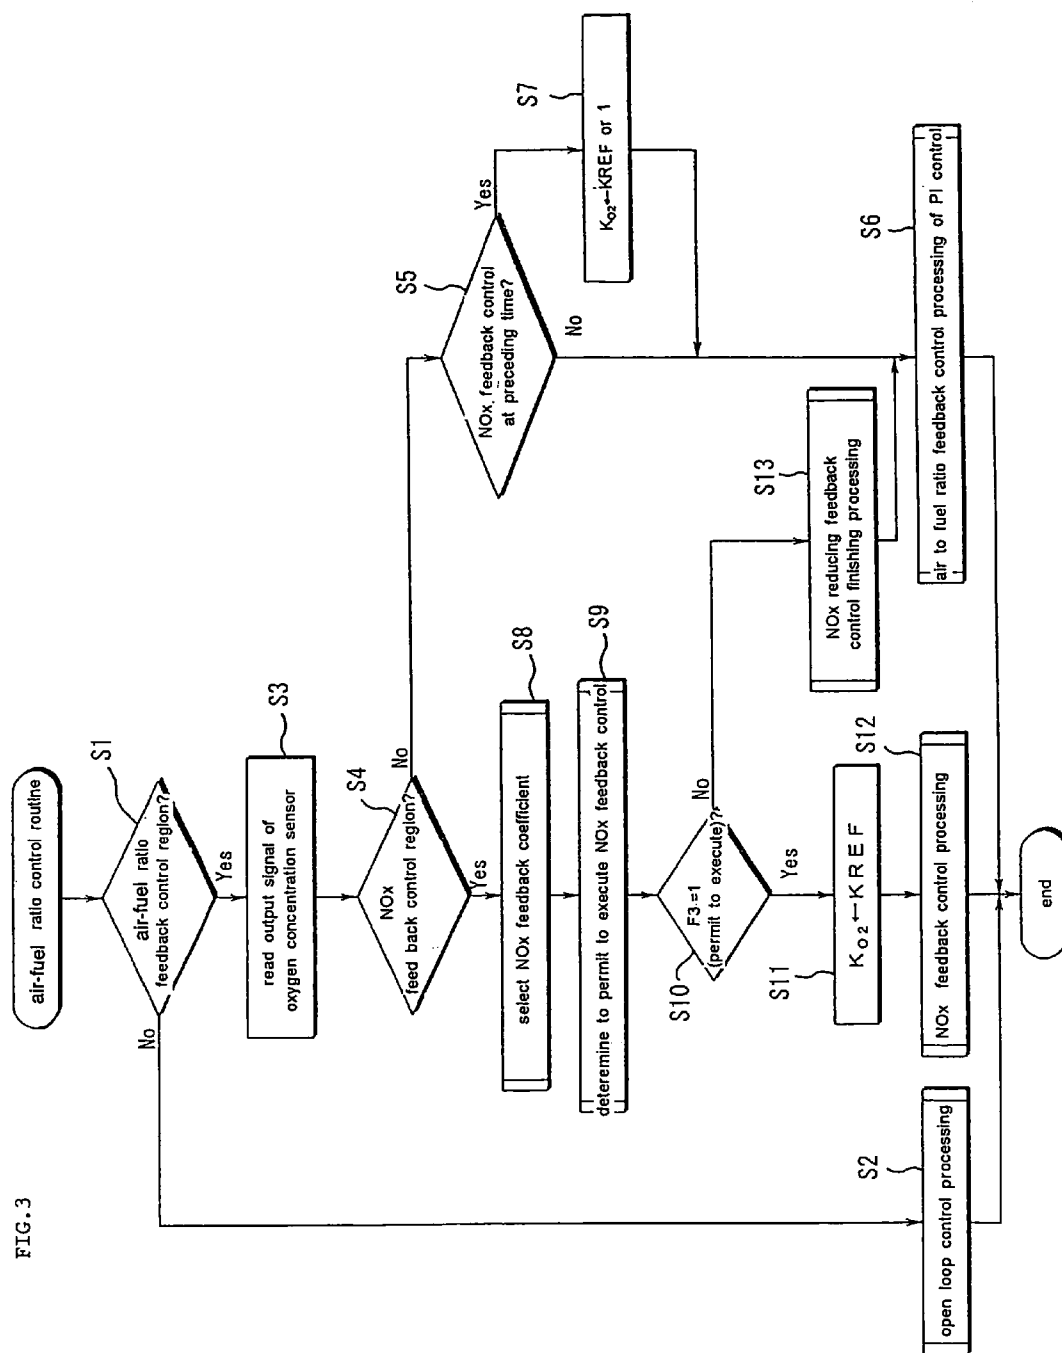 FIG.3
air-fuel ratio control routine
S1
air-fuel ratio
feedback control region?
No
Yes
S3
read output signal of
oxygen concentration sensor
S4
NOx
feed back control region?
No
Yes
S5
NOx feedback control
at preceding time?
Yes
No
S7
KO2←KREF or 1
S8
select NOx feedback coefficient
S9
deteremine to permit to execute NOx feedback control
S10
F3=1
(permit to execute)?
No
Yes
S13
NOx reducing feedback
control finishing processing
S11
KO2←KREF
S2
open loop control processing
S12
NOx feedback control processing
S6
air to fuel ratio feedback control processing of PI control
end